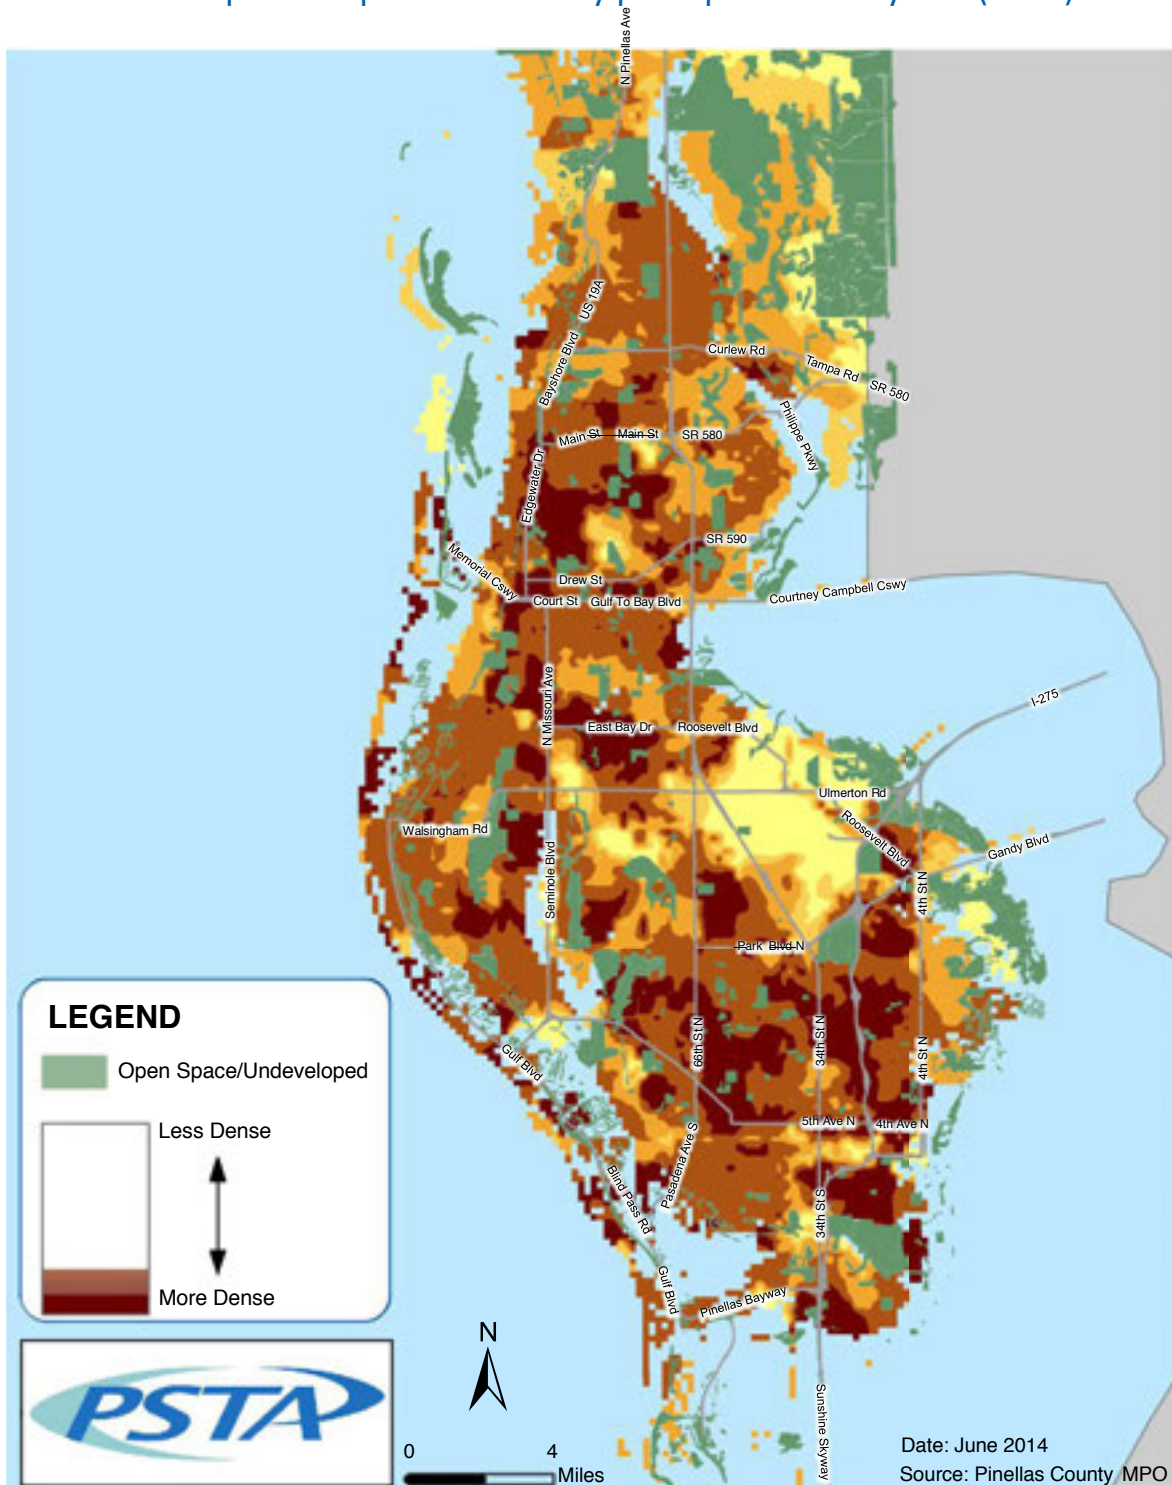 N Pinellas Ave
US 19A
Bayshore Blvd
Curlew Rd
Tampa Rd
SR 580
Philippe Pkwy
Main St
Main St
SR 580
Edgewater Dr
SR 590
Memorial Cswy
Drew St
Court St
Gulf To Bay Blvd
Courtney Campbell Cswy
N Missouri Ave
I-275
East Bay Dr
Roosevelt Blvd
Ulmerton Rd
Walsingham Rd
Roosevelt Blvd
Gandy Blvd
Seminole Blvd
4th St N
Park Blvd N
66th St N
34th St N
4th St N
Gulf Blvd
5th Ave N
4th Ave N
Pasadena Ave S
Blind Pass Rd
34th St S
Gulf Blvd
Pinellas Bayway
Sunshine Skyway
LEGEND
Open Space/Undeveloped
Less Dense
More Dense
PSTA
N
0 4
Miles
Date: June 2014
Source: Pinellas County MPO